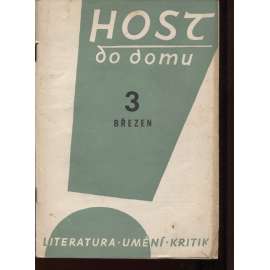 HOST
do domu
3
BŘEZEN
LITERATURA · UMĚNÍ · KRITIK